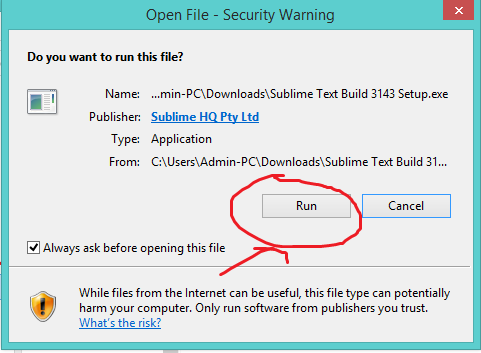 Open File - Security Warning
Do you want to run this file?
Name: ...min-PC\Downloads\Sublime Text Build 3143 Setup.exe
Publisher: Sublime HQ Pty Ltd
Type: Application
From: C:\Users\Admin-PC\Downloads\Sublime Text Build 31...
Run Cancel
Always ask before opening this file
While files from the Internet can be useful, this file type can potentially
harm your computer. Only run software from publishers you trust.
What's the risk?